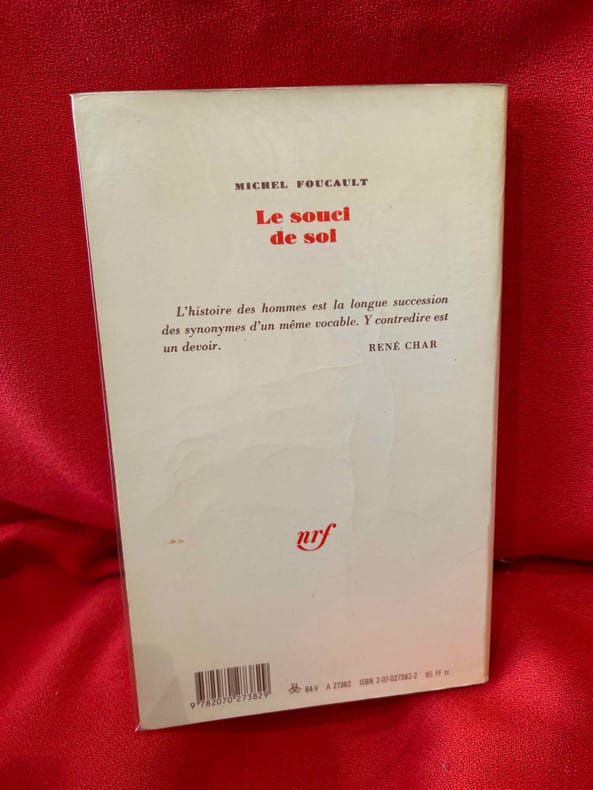 MICHEL FOUCAULT
Le souci
de soi
L'histoire des hommes est la longue succession
des synonymes d'un même vocable. Y contredire est
un devoir. RENÉ CHAR
nrf
84-V A 27382 ISBN 2-07-027382-2 85 FF tc
9 782070 273829